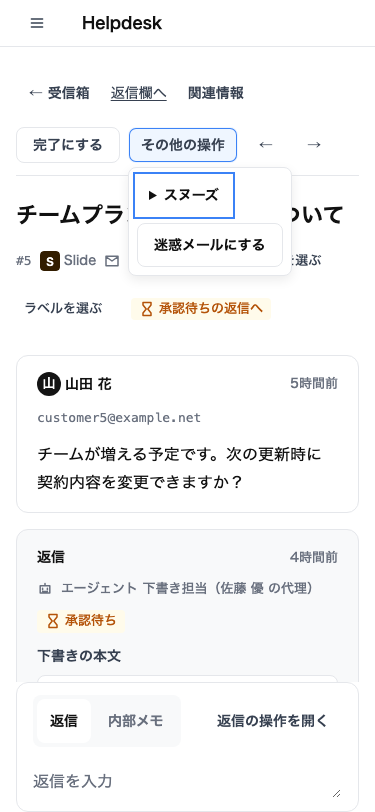 Helpdesk
← 受信箱 返信欄へ 関連情報
完了にする その他の操作 ← →
▶ スヌーズ
迷惑メールにする
チームプラ ついて
#5 S Slide を選ぶ
ラベルを選ぶ 承認待ちの返信へ
山 山田 花 5時間前
customer5@example.net
チームが増える予定です。次の更新時に
契約内容を変更できますか？
返信 4時間前
エージェント 下書き担当（佐藤 優 の代理）
承認待ち
下書きの本文
返信 内部メモ 返信の操作を開く
返信を入力